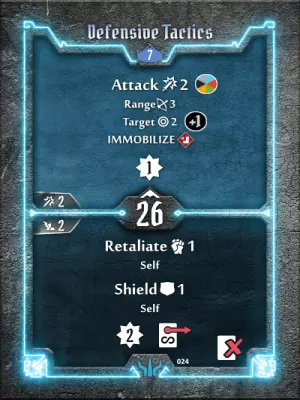 Defensive Tactics
7
Attack 2
Range 3
Target 2 +1
IMMOBILIZE
1
2
26
2
Retaliate 1
Self
Shield 1
Self
2
024